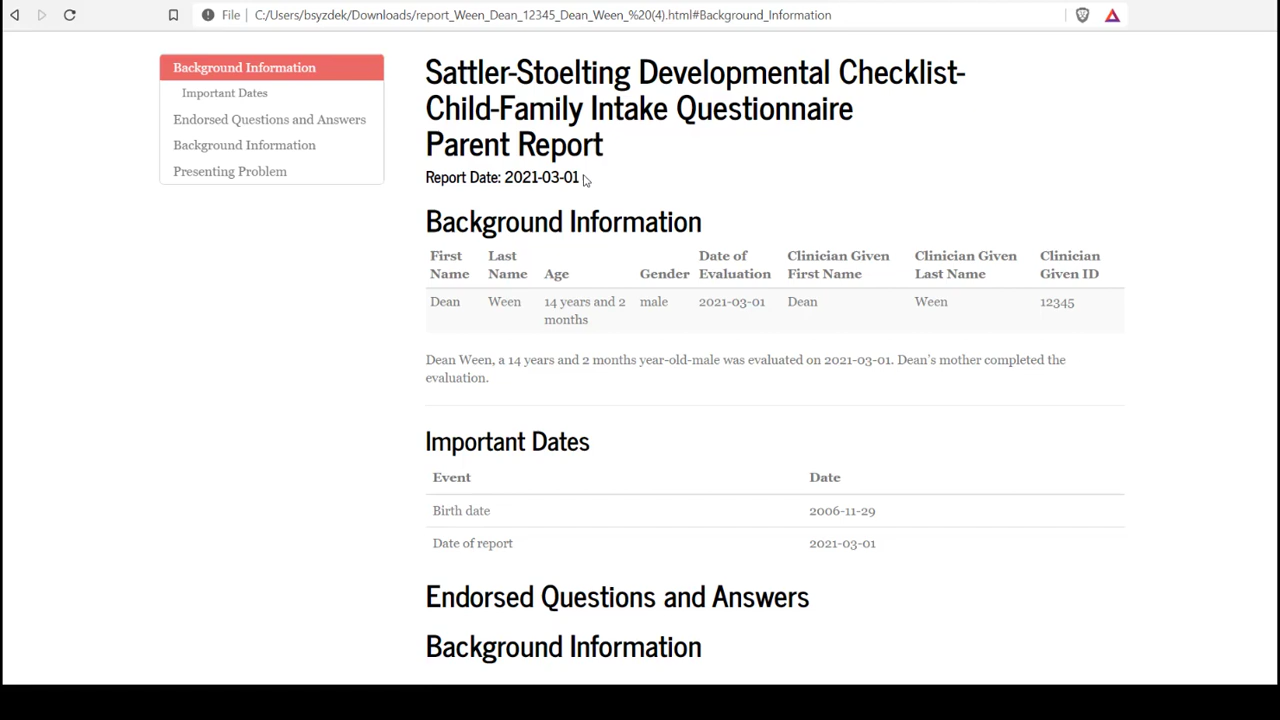 File C:/Users/bsyzdek/Downloads/report_Ween_Dean_12345_Dean_Ween_%20(4).html#Background_Information
Background Information
Important Dates
Endorsed Questions and Answers
Background Information
Presenting Problem
Sattler-Stoelting Developmental Checklist-
Child-Family Intake Questionnaire
Parent Report
Report Date: 2021-03-01
Background Information
First Last Date of Clinician Given Clinician Given Clinician
Name Name Age Gender Evaluation First Name Last Name Given ID
Dean Ween 14 years and 2 male 2021-03-01 Dean Ween 12345
months
Dean Ween, a 14 years and 2 months year-old-male was evaluated on 2021-03-01. Dean’s mother completed the
evaluation.
Important Dates
Event Date
Birth date 2006-11-29
Date of report 2021-03-01
Endorsed Questions and Answers
Background Information